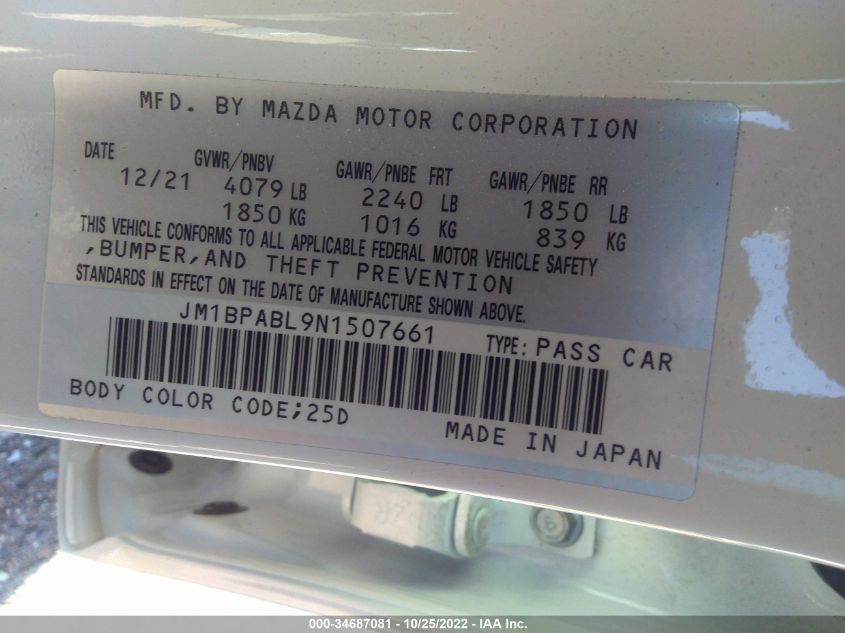 MFD. BY MAZDA MOTOR CORPORATION
DATE GVWR/PNBV GAWR/PNBE FRT GAWR/PNBE RR
12/21 4079 LB 2240 LB 1850 LB
1850 KG 1016 KG 839 KG
THIS VEHICLE CONFORMS TO ALL APPLICABLE FEDERAL MOTOR VEHICLE SAFETY
,BUMPER,AND THEFT PREVENTION
STANDARDS IN EFFECT ON THE DATE OF MANUFACTURE SHOWN ABOVE.
JM1BPABL9N1507661 TYPE: PASS CAR
BODY COLOR CODE;25D MADE IN JAPAN
8
000-34687081 - 10/25/2022 - IAA Inc.